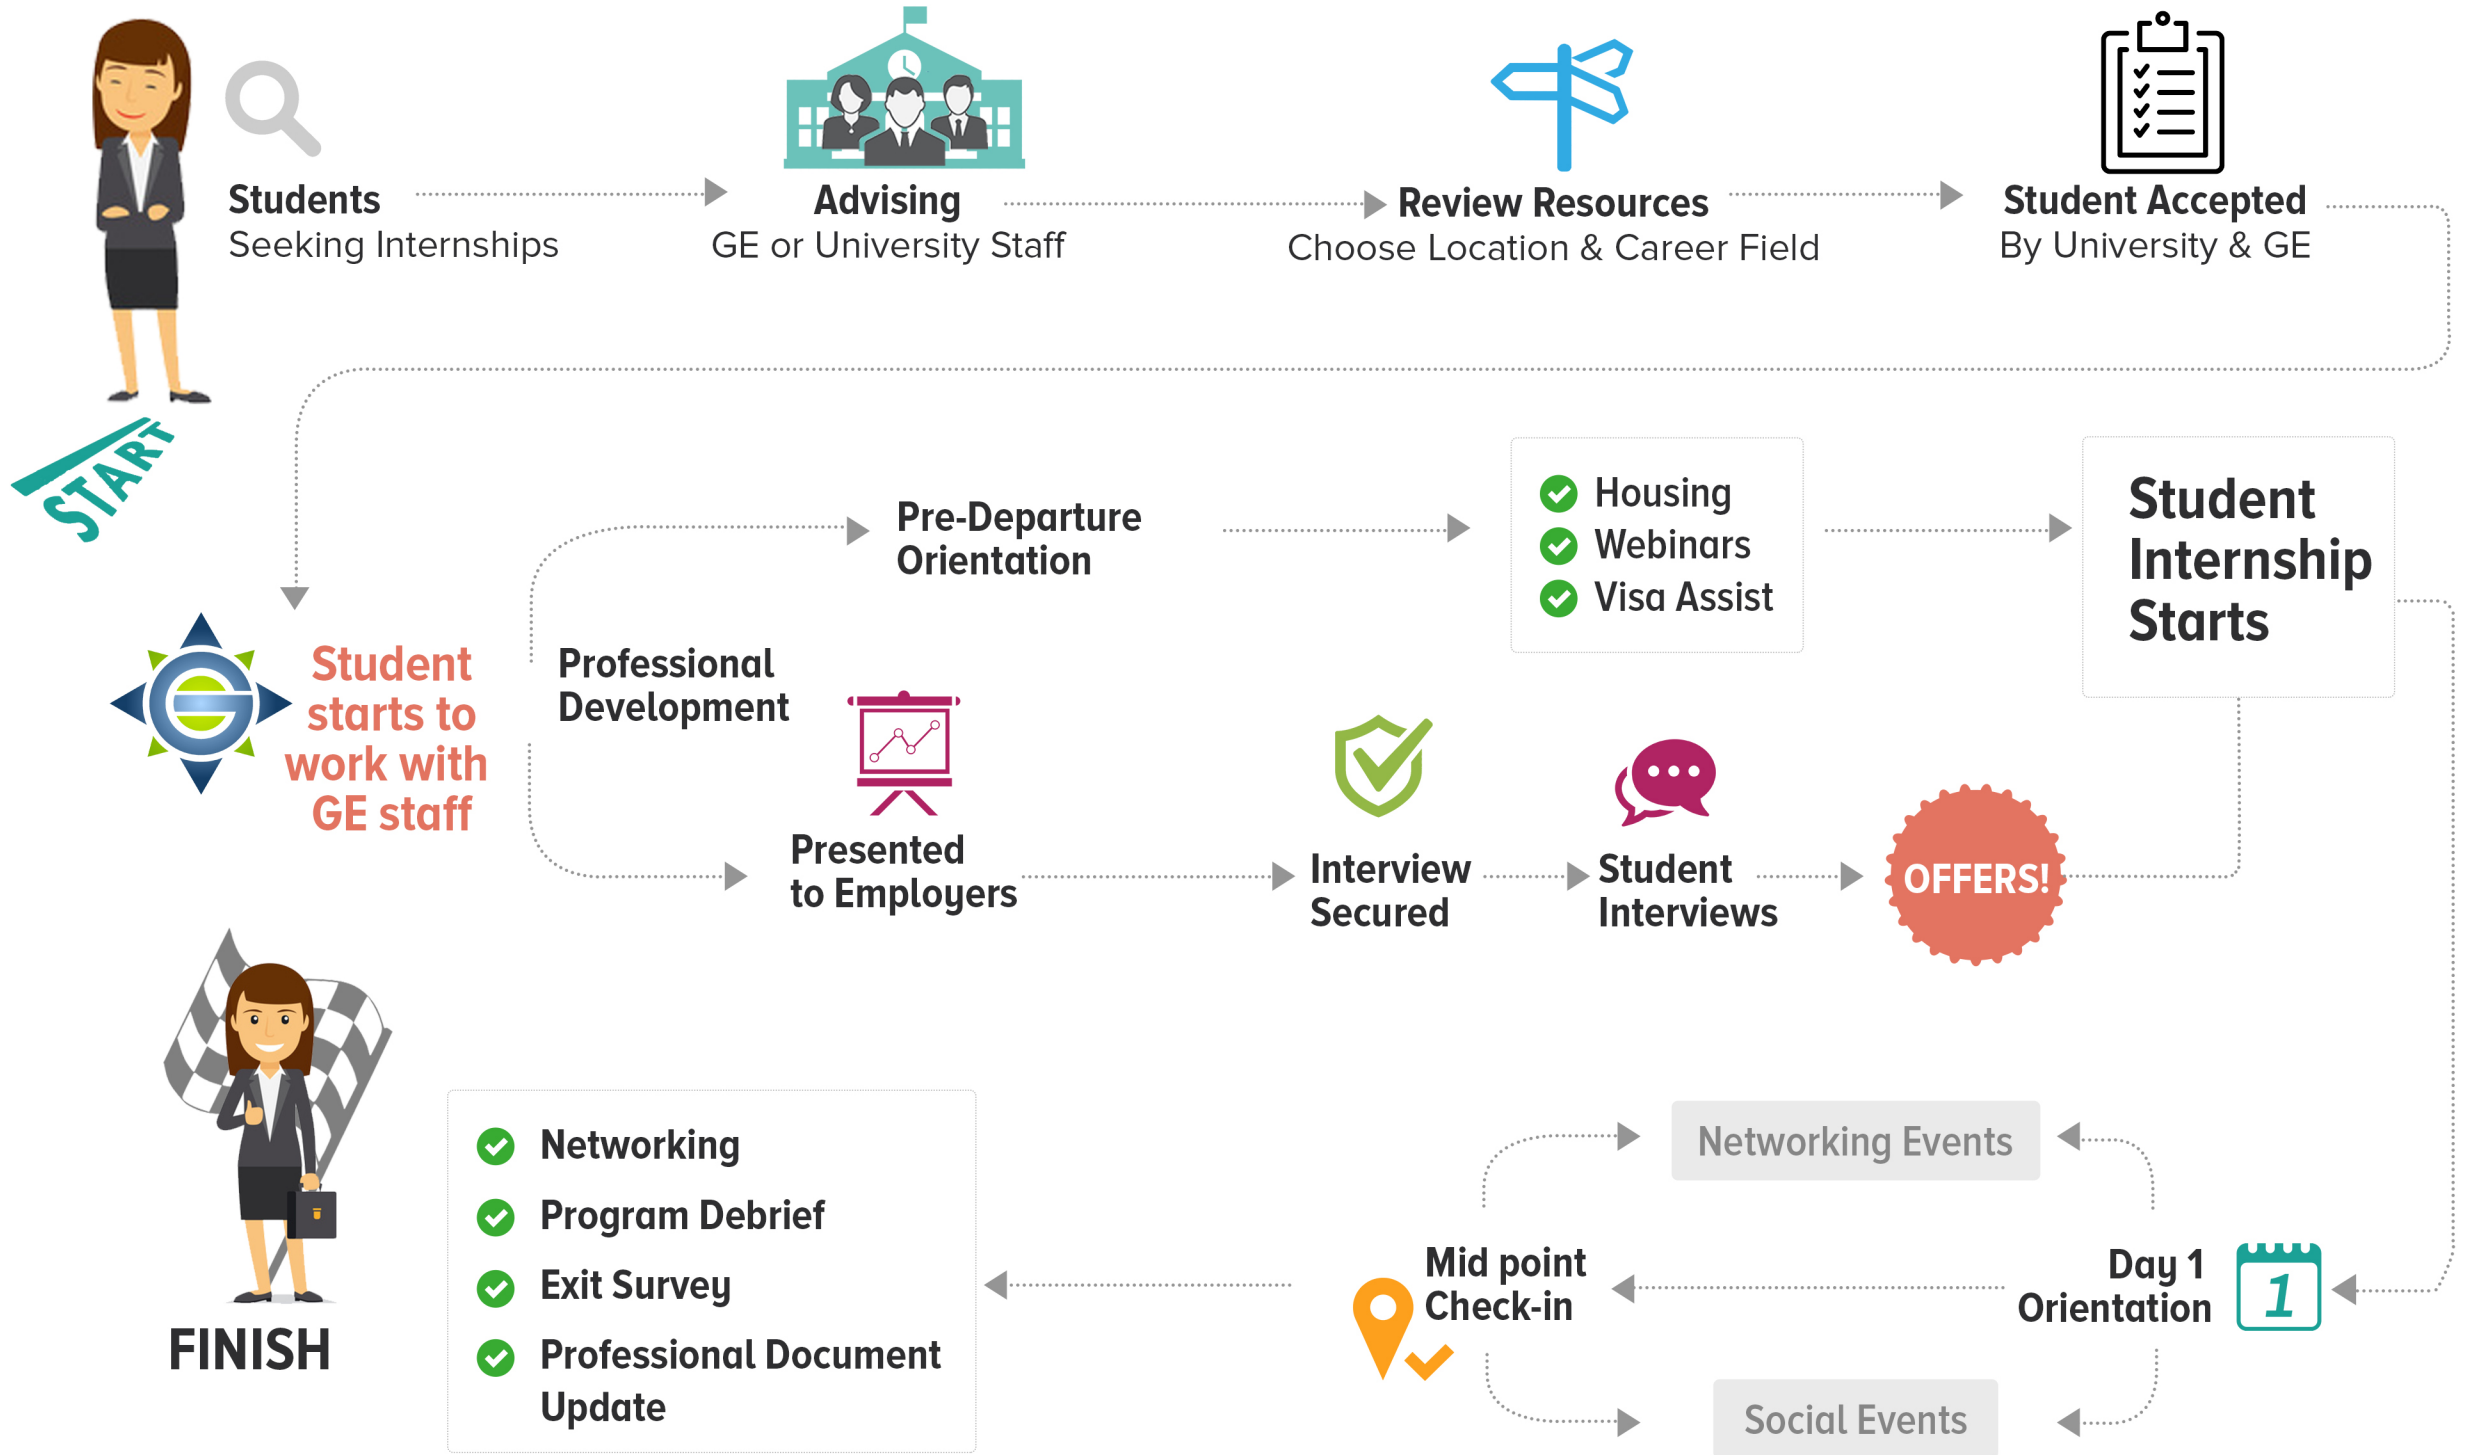 Students
Seeking Internships
Advising
GE or University Staff
Review Resources
Choose Location & Career Field
Student Accepted
By University & GE
START
Pre-Departure
Orientation
Housing
Webinars
Visa Assist
Student
Internship
Starts
Student
starts to
work with
GE staff
Professional
Development
Presented
to Employers
Interview
Secured
Student
Interviews
OFFERS!
Networking Events
Day 1
Orientation
1
Mid point
Check-in
Social Events
Networking
Program Debrief
Exit Survey
Professional Document
Update
FINISH